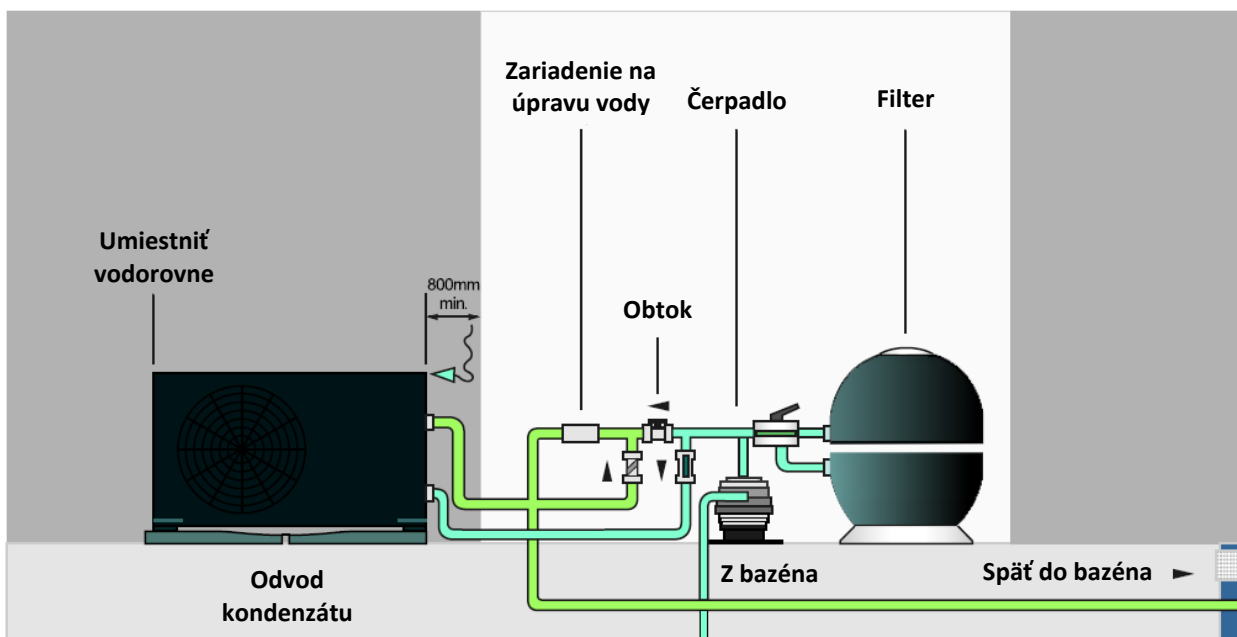 Zariadenie na
úpravu vody
Čerpadlo
Filter
Umiestniť
vodorovne
800mm
min.
Obtok
Odvod
kondenzátu
Z bazéna
Späť do bazéna